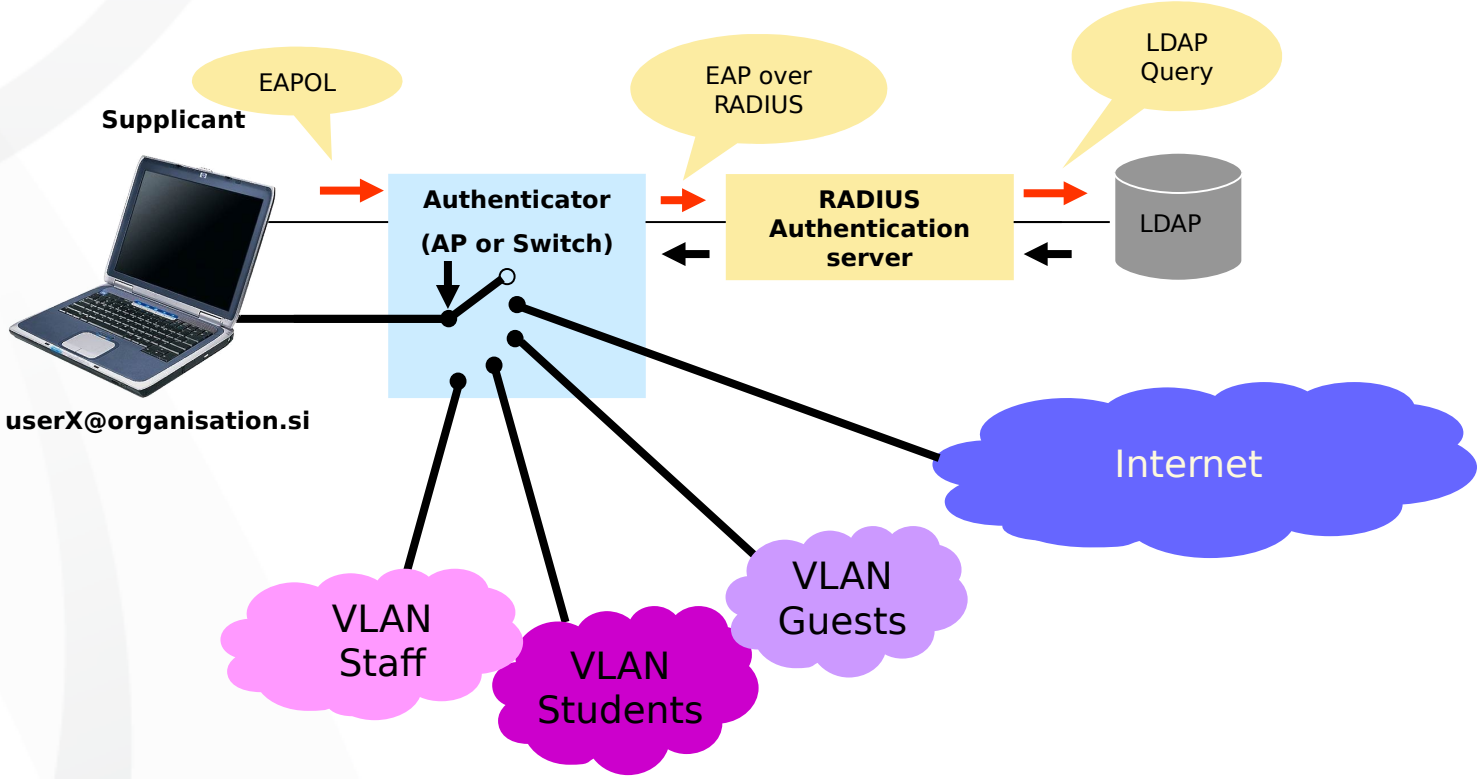 EAPOL
EAP over
RADIUS
LDAP
Query
Supplicant
Authenticator
(AP or Switch)
RADIUS
Authentication
server
LDAP
userX@organisation.si
Internet
VLAN
Guests
VLAN
Staff
VLAN
Students